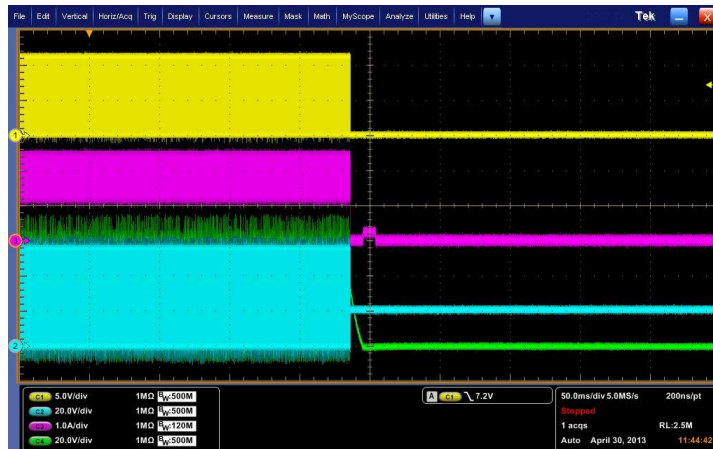 File Edit Vertical Horiz/Acq Trig Display Cursors Measure Mask Math MyScope Analyze Utilities Help Tek X
1
3
2
C1 5.0V/div 1MΩ BW:500M
C2 20.0V/div 1MΩ BW:500M
C3 1.0A/div 1MΩ BW:120M
C4 20.0V/div 1MΩ BW:500M
A C1 7.2V
50.0ms/div 5.0MS/s 200ns/pt
Stopped
1 acqs RL:2.5M
Auto April 30, 2013 11:44:42